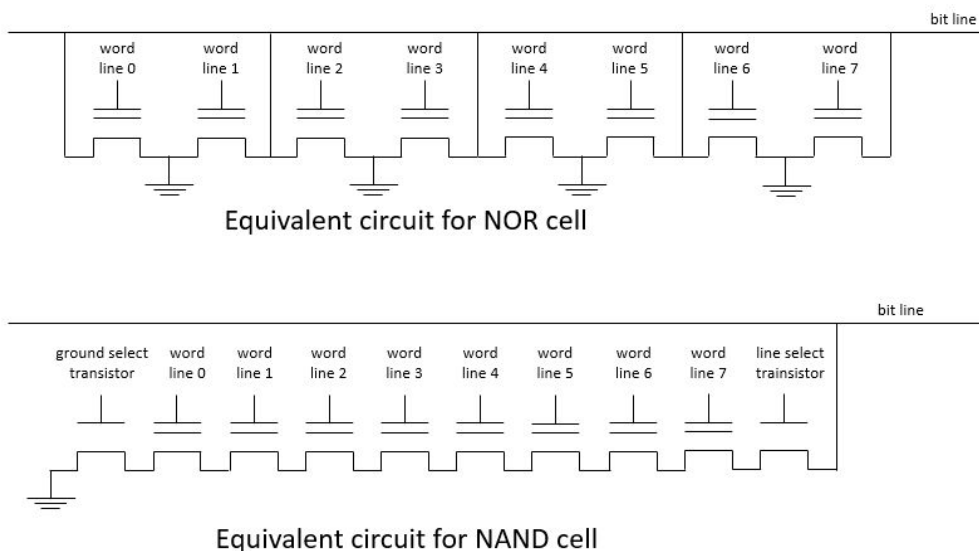 bit line
word word word word word word word word
line 0 line 1 line 2 line 3 line 4 line 5 line 6 line 7
Equivalent circuit for NOR cell
bit line
ground select word word word word word word word word line select
transistor line 0 line 1 line 2 line 3 line 4 line 5 line 6 line 7 trainsistor
Equivalent circuit for NAND cell